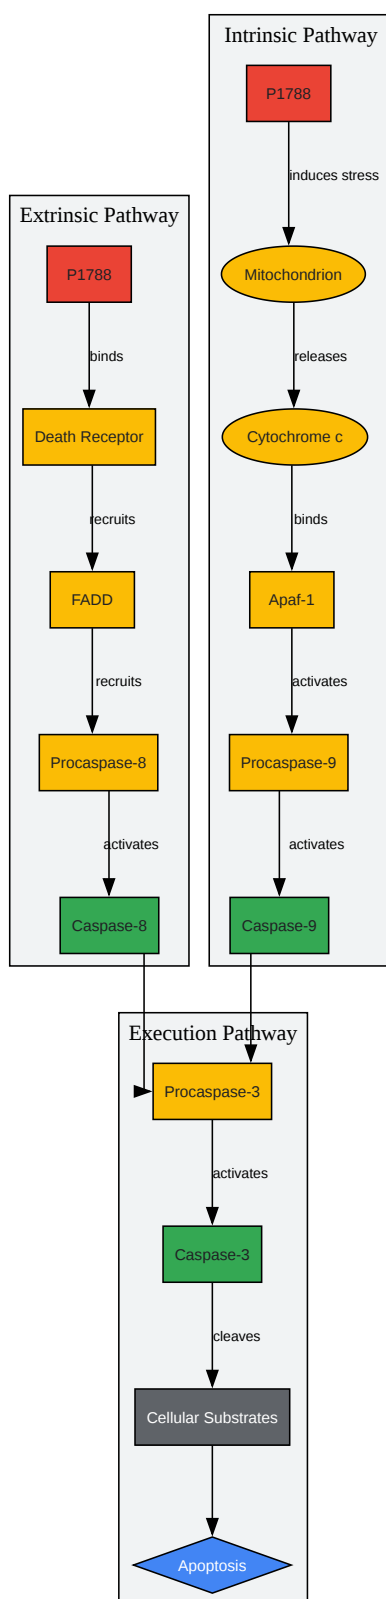 Intrinsic Pathway
P1788
induces stress
Mitochondrion
releases
Cytochrome c
binds
Apaf-1
activates
Procaspase-9
activates
Caspase-9
Extrinsic Pathway
P1788
binds
Death Receptor
recruits
FADD
recruits
Procaspase-8
activates
Caspase-8
Execution Pathway
Procaspase-3
activates
Caspase-3
cleaves
Cellular Substrates
Apoptosis